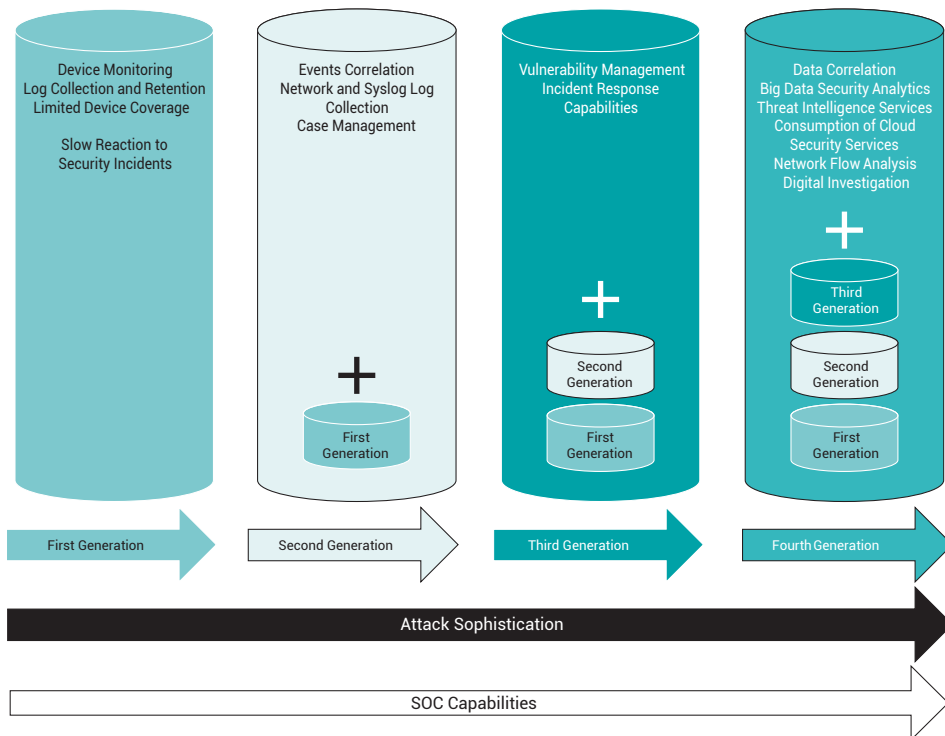 Device Monitoring
Log Collection and Retention
Limited Device Coverage
Slow Reaction to
Security Incidents
Events Correlation
Network and Syslog Log
Collection
Case Management
First
Generation
Vulnerability Management
Incident Response
Capabilities
Second
Generation
First
Generation
Data Correlation
Big Data Security Analytics
Threat Intelligence Services
Consumption of Cloud
Security Services
Network Flow Analysis
Digital Investigation
Third
Generation
Second
Generation
First
Generation
First Generation
Second Generation
Third Generation
Fourth Generation
Attack Sophistication
SOC Capabilities